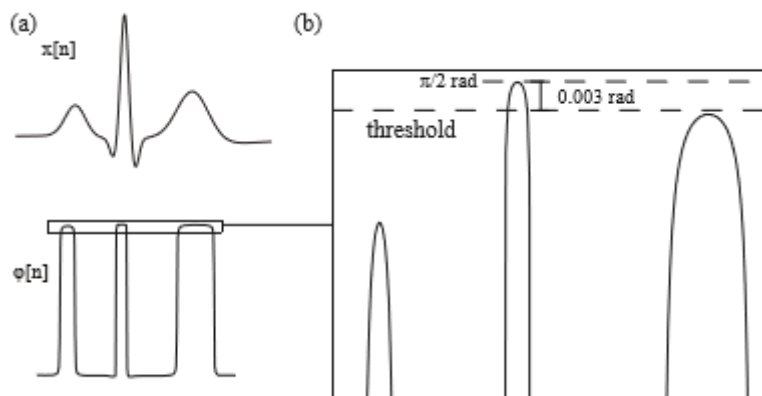 (a)
x[n]
φ[n]
(b)
π/2 rad
0.003 rad
threshold